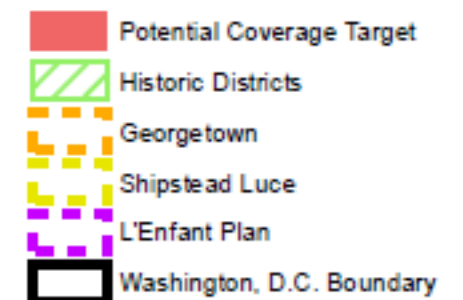 Potential Coverage Target
Historic Districts
Georgetown
Shipstead Luce
L'Enfant Plan
Washington, D.C. Boundary